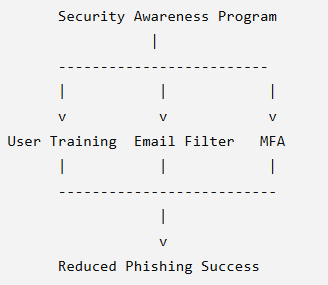 Security Awareness Program
|
-------------------------
| | |
v v v
User Training Email Filter MFA
| | |
--------------------------
|
v
Reduced Phishing Success